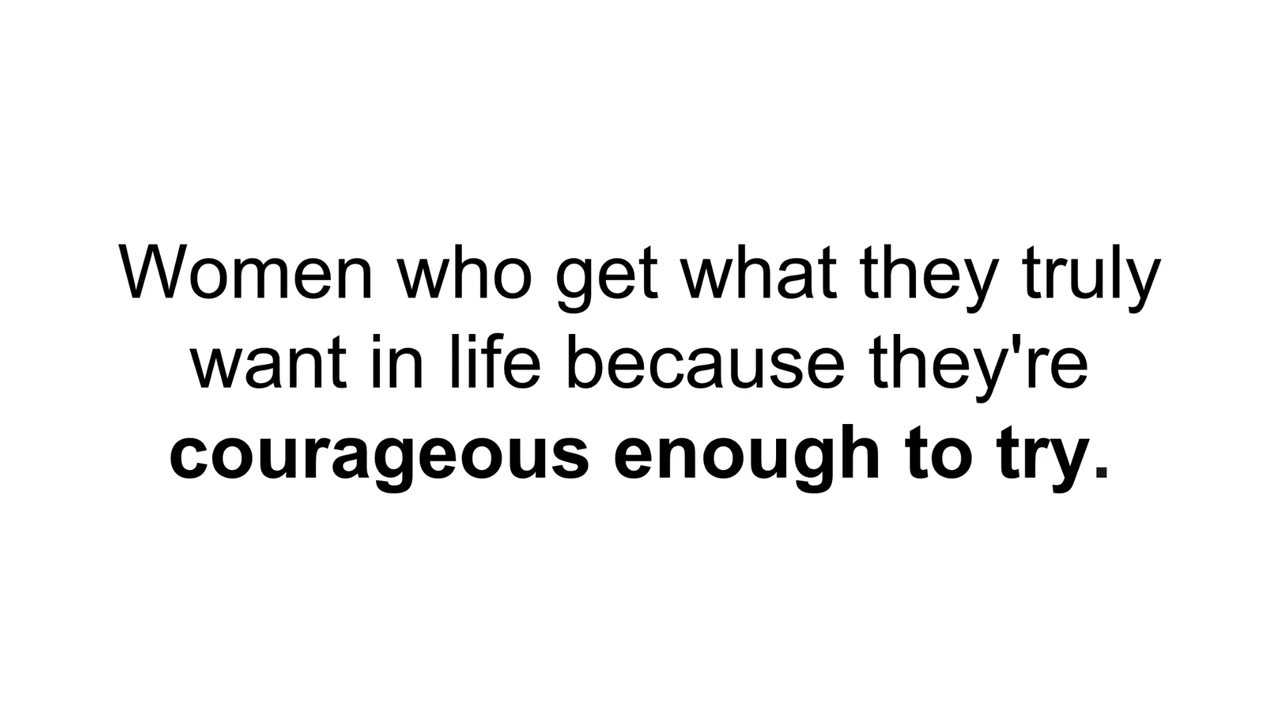 Women who get what they truly
want in life because they're
courageous enough to try.